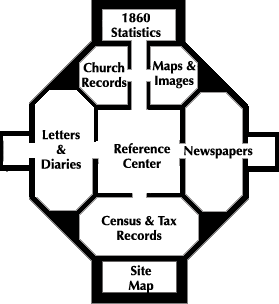 1860
Statistics
Church
Records
Maps &
Images
Letters
&
Diaries
Reference
Center
Newspapers
Census & Tax
Records
Site
Map